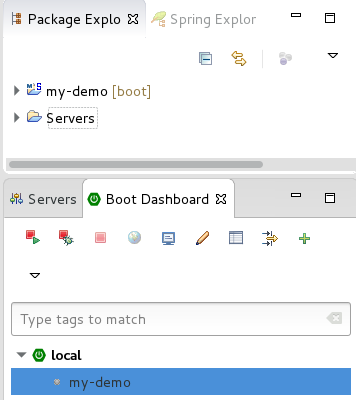 Package Explo Spring Explor
my-demo [boot]
Servers
Servers Boot Dashboard
Type tags to match
local
my-demo